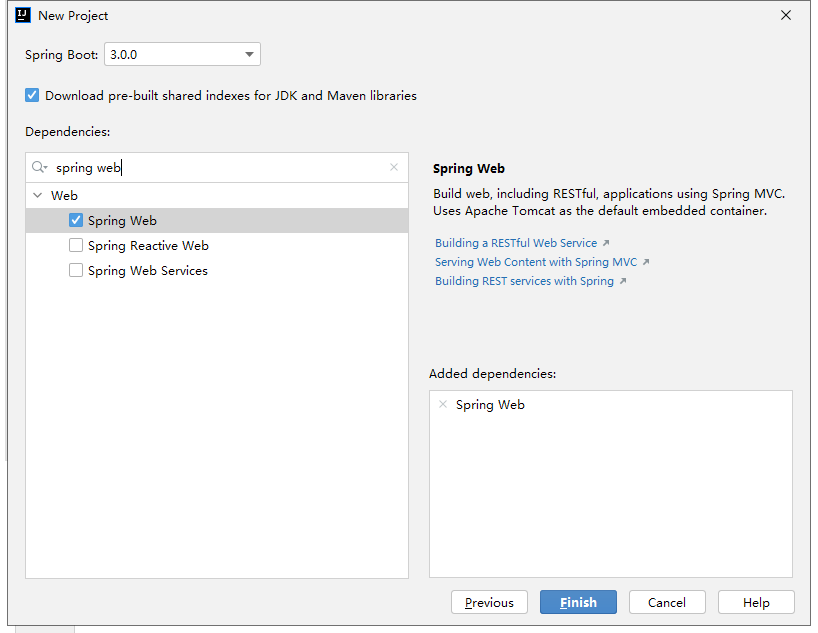 New Project
Spring Boot: 3.0.0
Download pre-built shared indexes for JDK and Maven libraries
Dependencies:
spring web
Web
Spring Web
Spring Reactive Web
Spring Web Services
Spring Web
Build web, including RESTful, applications using Spring MVC.
Uses Apache Tomcat as the default embedded container.
Building a RESTful Web Service
Serving Web Content with Spring MVC
Building REST services with Spring
Added dependencies:
Spring Web
Previous
Finish
Cancel
Help